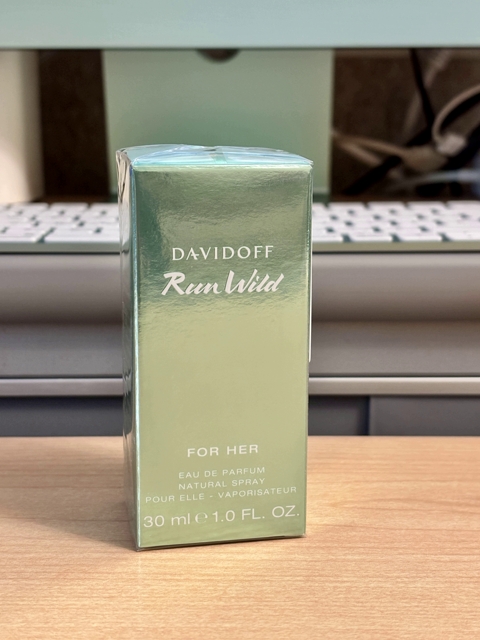 DAVIDOFF
Run Wild
FOR HER
EAU DE PARFUM
NATURAL SPRAY
POUR ELLE - VAPORISATEUR
30 ml ℮ 1.0 FL. OZ.